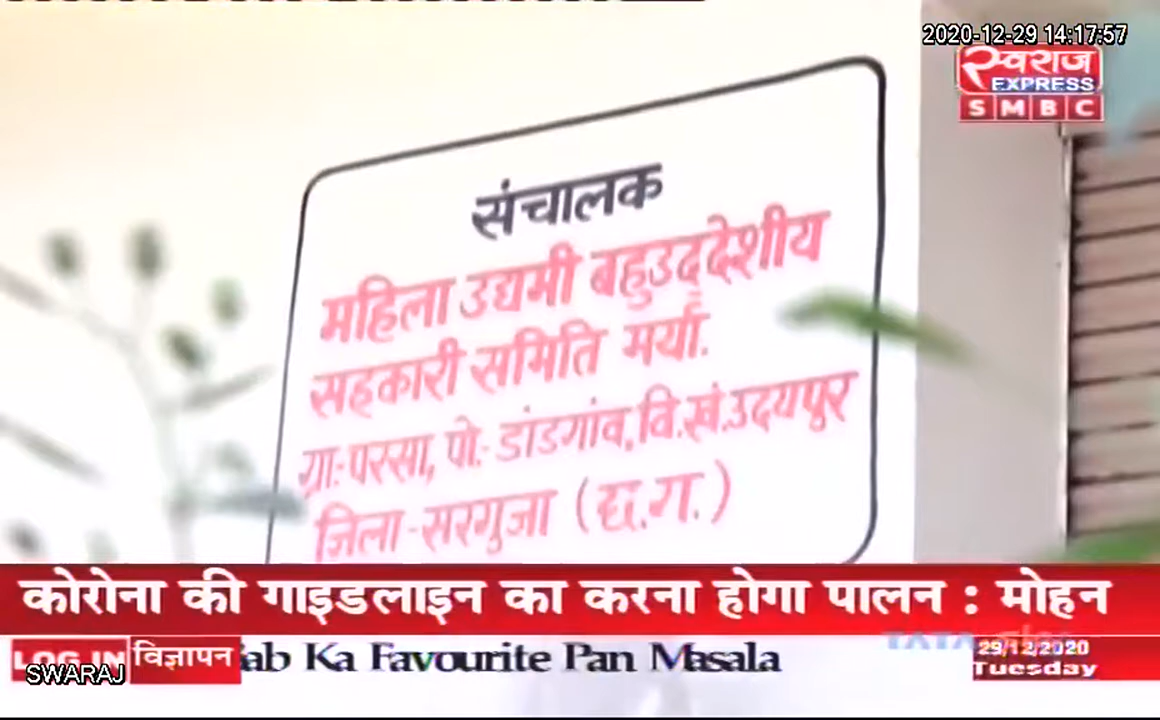 2020-12-29 14:17:57
स्वराज
EXPRESS
S M B C
संचालक
महिला उद्यमी बहुउद्देशीय
सहकारी समिति मर्या.
ग्रा:-परसा, पो:- डांडगांव, वि.खं.उदयपुर
जिला-सरगुजा (छ.ग.)
कोरोना की गाइडलाइन का करना होगा पालन : मोहन
LOG IN विज्ञापन ab Ka Favourite Pan Masala
29/12/2020
Tuesday
SWARAJ